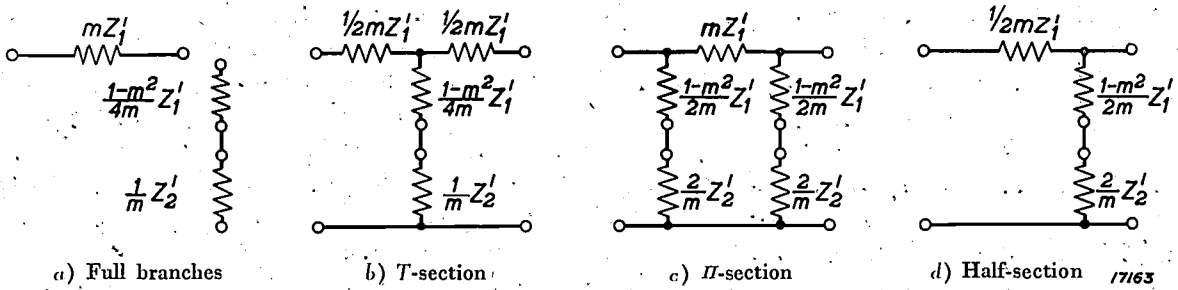 mZ₁′
½mZ₁′ ½mZ₁′
mZ₁′
½mZ₁′
1-m²/4m Z₁′
1-m²/4m Z₁′
1-m²/2m Z₁′ 1-m²/2m Z₁′
1-m²/2m Z₁′
1/m Z₂′
1/m Z₂′
2/m Z₂′ 2/m Z₂′
2/m Z₂′
a) Full branches
b) T-section
c) Π-section
d) Half-section
17163